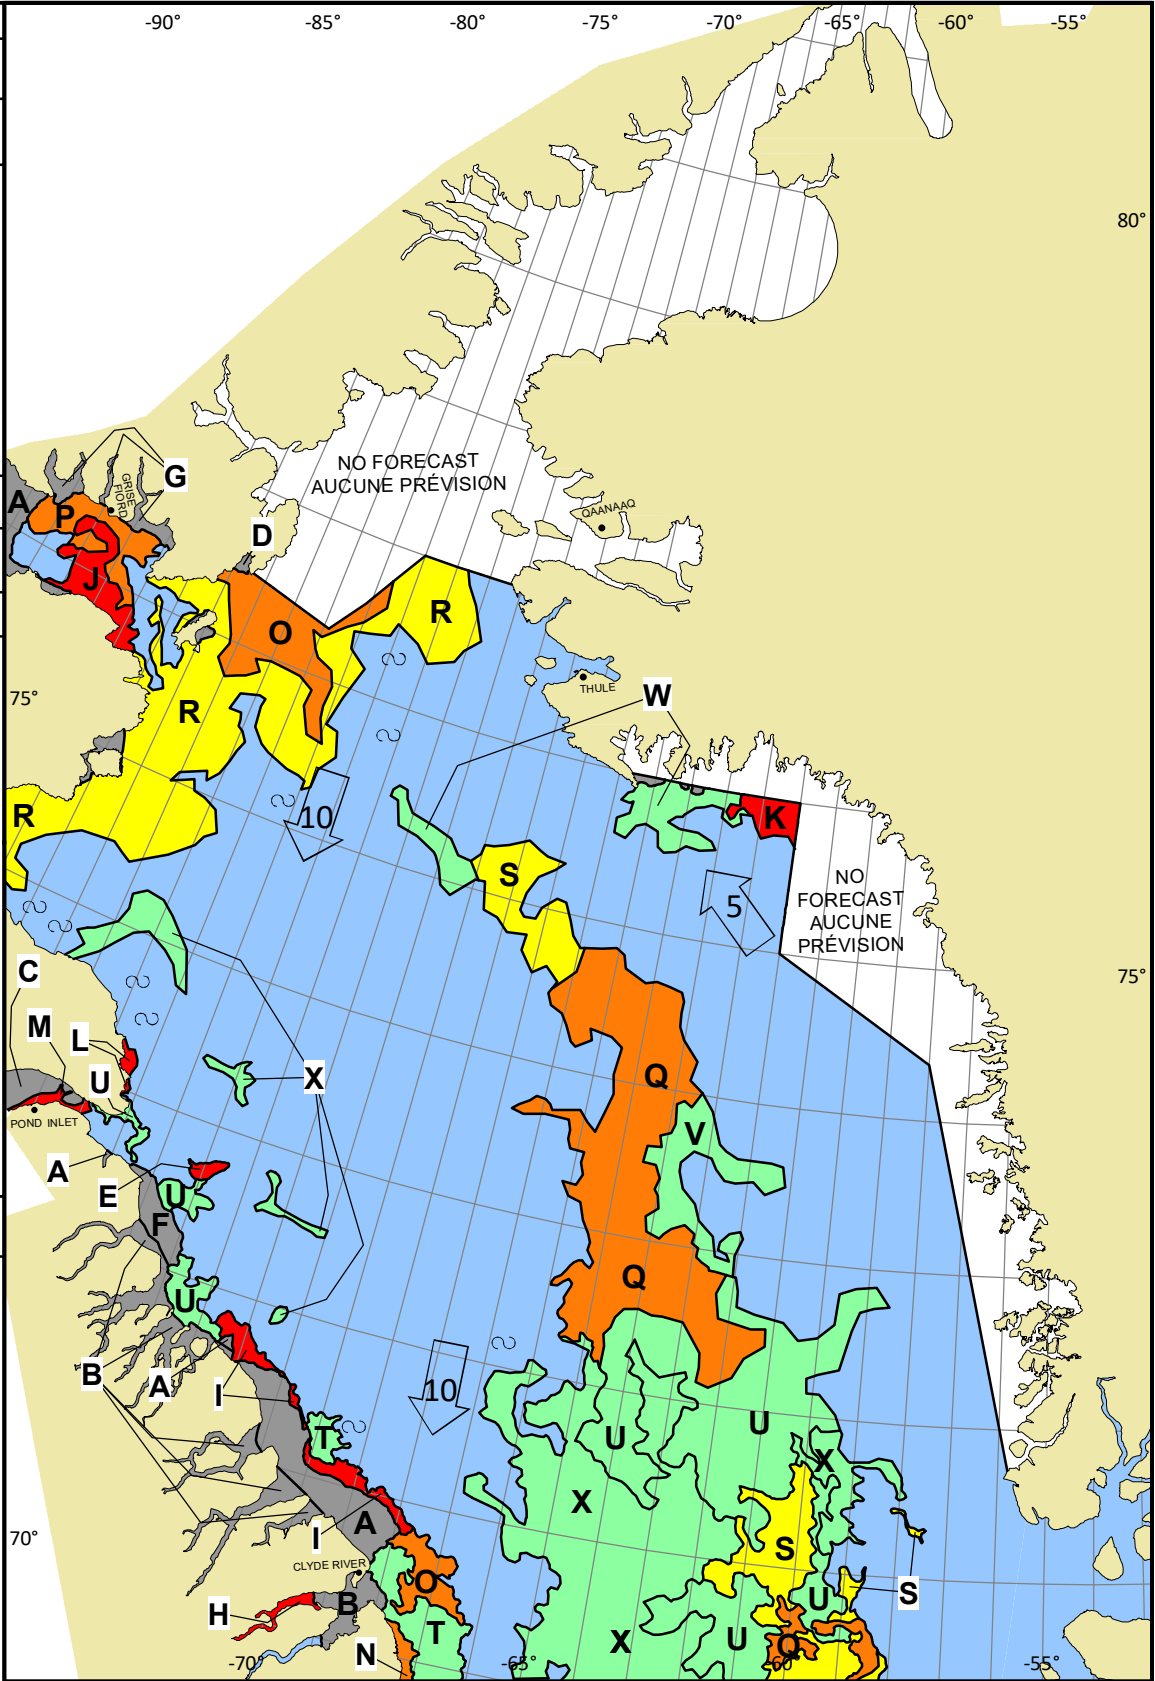 -90° -85° -80° -75° -70° -65° -60° -55°
80°
NO FORECAST
AUCUNE PRÉVISION
G
GRISE
FIORD
A
P
QAANAAQ
D
J
R
O
THULE
75°
W
R
R
10
K
S
NO
FORECAST
AUCUNE
PRÉVISION
5
C
75°
M
L
U
X
Q
POND INLET
V
A
E
U
F
Q
U
B
A
I
10
T
U
U
X
X
70°
I
A
S
CLYDE RIVER
O
S
H
B
U
T
X
U
Q
N
-70° -65° -60° -55°